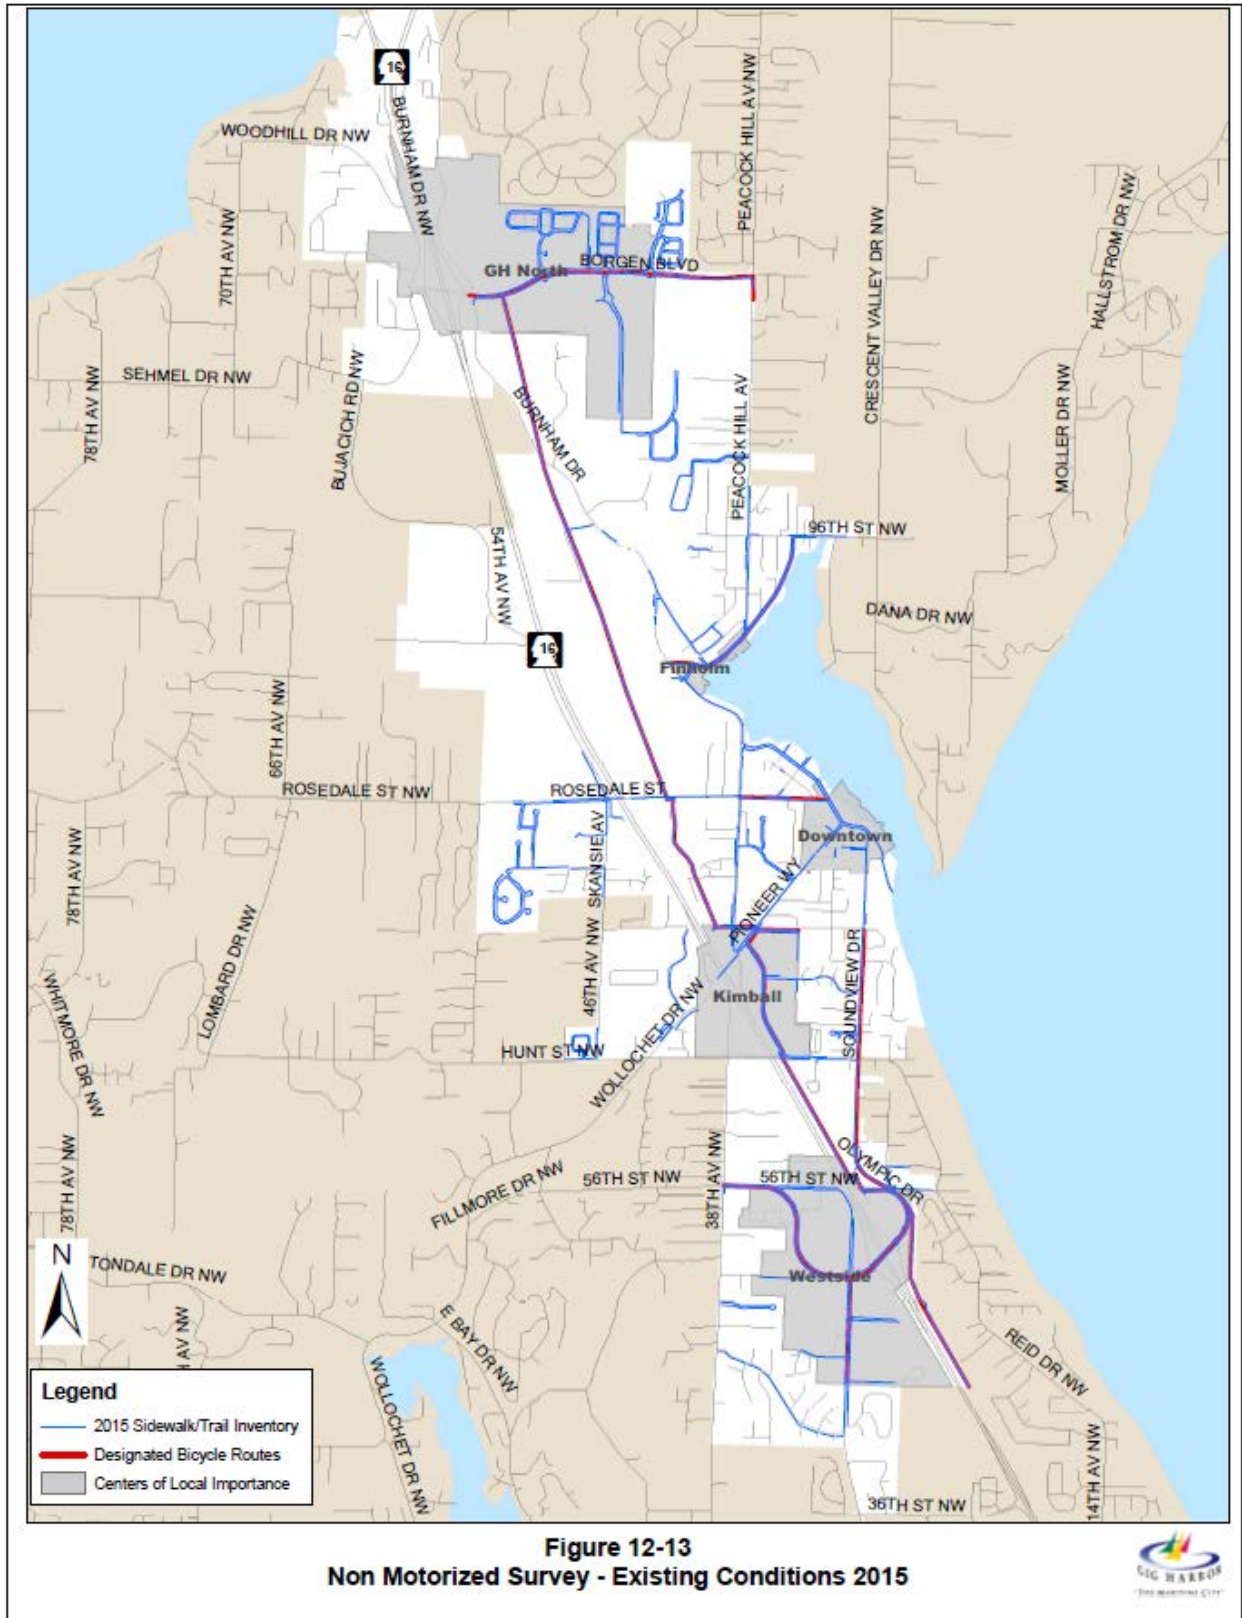 16
WOODHILL DR NW
BURNHAM DR NW
PEACOCK HILL AV NW
HALLSTROM DR NW
70TH AV NW
CRESCENT VALLEY DR NW
BORGEN BLVD
GH North
SEHMEL DR NW
78TH AV NW
BUJACICH RD NW
BURNHAM DR
PEACOCK HILL AV
MOLLER DR NW
96TH ST NW
54TH AV NW
DANA DR NW
16
Finholm
66TH AV NW
ROSEDALE ST NW
ROSEDALE ST
Downtown
78TH AV NW
SKANSIE AV
PIONEER WY
LOMBARD DR NW
46TH AV NW
SOUNDVIEW DR
Kimball
WHITMORE DR NW
HUNT ST NW
WOLLOCHET DR NW
OLYMPIC DR
78TH AV NW
38TH AV NW
56TH ST NW
56TH ST NW
FILLMORE DR NW
N
TONDALE DR NW
Westside
H AV NW
E BAY DR NW
REID DR NW
WOLLOCHET DR NW
14TH AV NW
36TH ST NW
Legend
2015 Sidewalk/Trail Inventory
Designated Bicycle Routes
Centers of Local Importance
Figure 12-13
Non Motorized Survey - Existing Conditions 2015
GIG HARBOR
"THE MARITIME CITY"